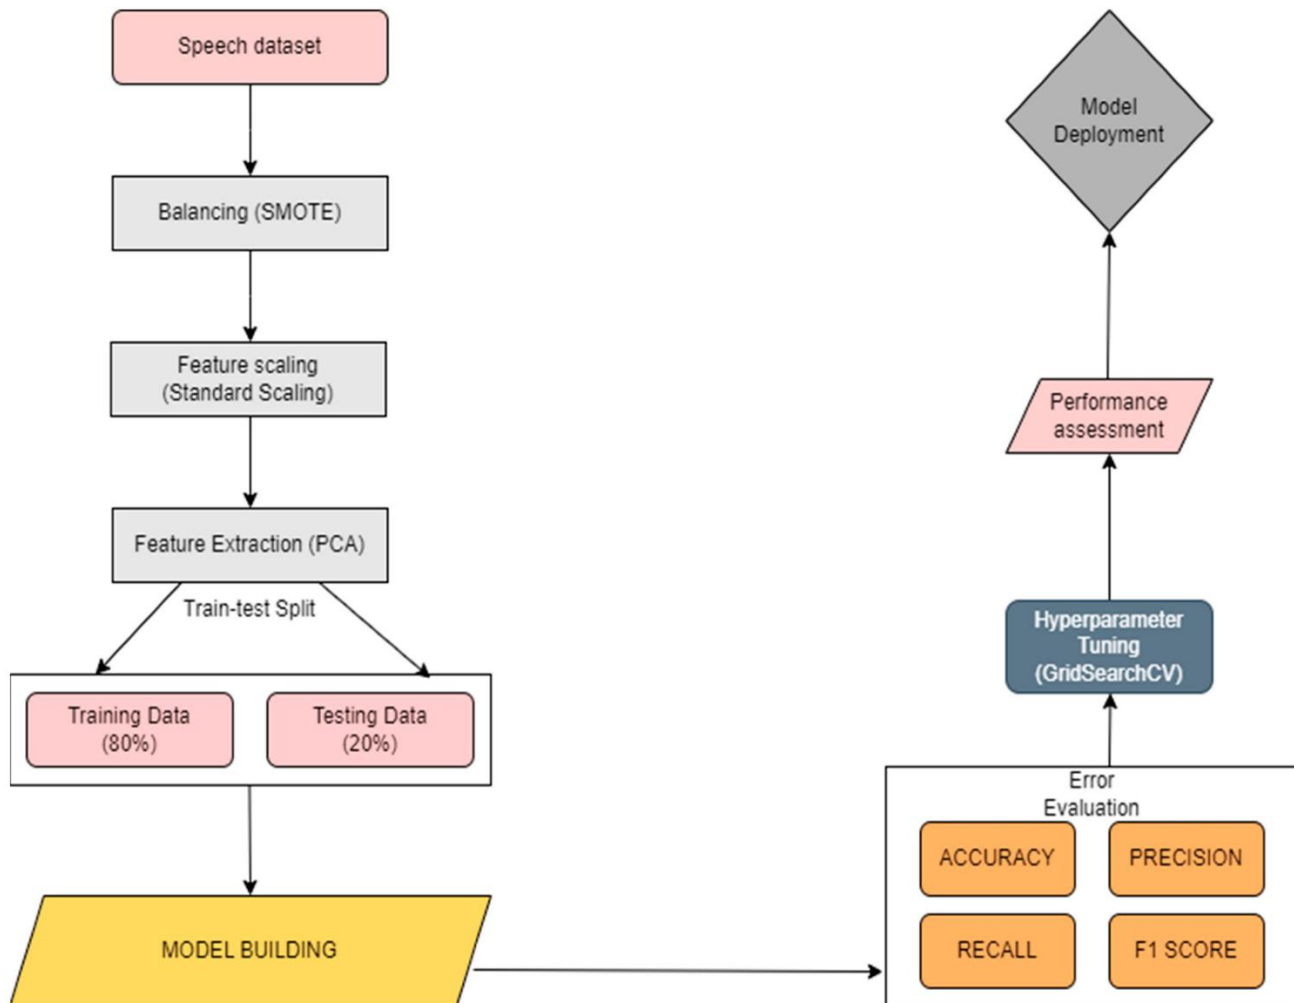 Speech dataset
Balancing (SMOTE)
Feature scaling
(Standard Scaling)
Feature Extraction (PCA)
Train-test Split
Training Data
(80%)
Testing Data
(20%)
MODEL BUILDING
Error
Evaluation
ACCURACY
PRECISION
RECALL
F1 SCORE
Hyperparameter
Tuning
(GridSearchCV)
Performance
assessment
Model
Deployment